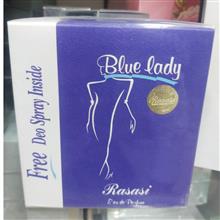 Free Deo Spray Inside
Blue lady
Rasasi
Eau de Parfum